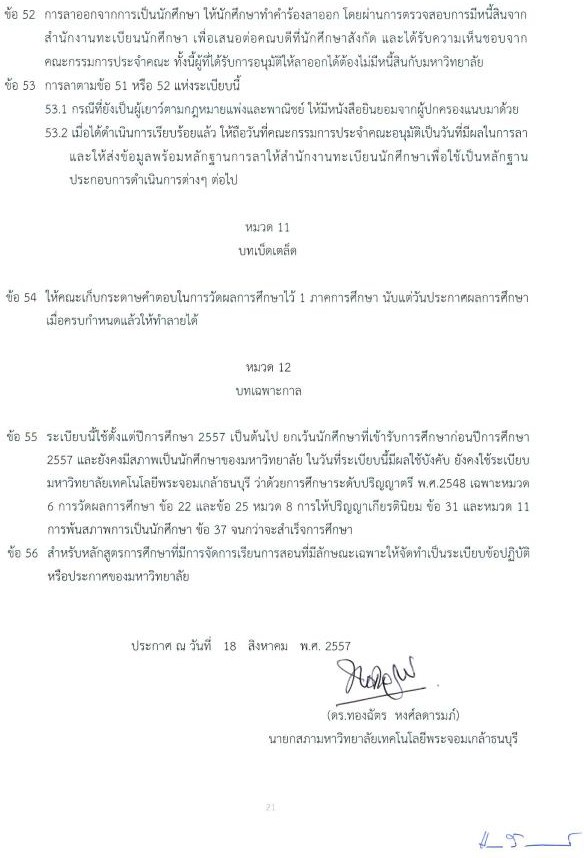 ข้อ 52 การลาออกจากการเป็นนักศึกษา ให้นักศึกษาทำคำร้องลาออก โดยผ่านการตรวจสอบการมีหนี้สินจาก
สำนักงานทะเบียนนักศึกษา เพื่อเสนอต่อคณบดีที่นักศึกษาสังกัด และได้รับความเห็นชอบจาก
คณะกรรมการประจำคณะ ทั้งนี้ผู้ที่ได้รับการอนุมัติให้ลาออกได้ต้องไม่มีหนี้สินกับมหาวิทยาลัย
ข้อ 53 การลาตามข้อ 51 หรือ 52 แห่งระเบียบนี้
53.1 กรณีที่ยังเป็นผู้เยาว์ตามกฎหมายแพ่งและพาณิชย์ ให้มีหนังสือยินยอมจากผู้ปกครองแนบมาด้วย
53.2 เมื่อได้ดำเนินการเรียบร้อยแล้ว ให้ถือวันที่คณะกรรมการประจำคณะอนุมัติเป็นวันที่มีผลในการลา
และให้ส่งข้อมูลพร้อมหลักฐานการลาให้สำนักงานทะเบียนนักศึกษาเพื่อใช้เป็นหลักฐาน
ประกอบการดำเนินการต่างๆ ต่อไป
หมวด 11
บทเบ็ดเตล็ด
ข้อ 54 ให้คณะเก็บกระดาษคำตอบในการวัดผลการศึกษาไว้ 1 ภาคการศึกษา นับแต่วันประกาศผลการศึกษา
เมื่อครบกำหนดแล้วให้ทำลายได้
หมวด 12
บทเฉพาะกาล
ข้อ 55 ระเบียบนี้ใช้ตั้งแต่ปีการศึกษา 2557 เป็นต้นไป ยกเว้นนักศึกษาที่เข้ารับการศึกษาก่อนปีการศึกษา
2557 และยังคงมีสภาพเป็นนักศึกษาของมหาวิทยาลัย ในวันที่ระเบียบนี้มีผลใช้บังคับ ยังคงใช้ระเบียบ
มหาวิทยาลัยเทคโนโลยีพระจอมเกล้าธนบุรี ว่าด้วยการศึกษาระดับปริญญาตรี พ.ศ.2548 เฉพาะหมวด
6 การวัดผลการศึกษา ข้อ 22 และข้อ 25 หมวด 8 การให้ปริญญาเกียรตินิยม ข้อ 31 และหมวด 11
การพ้นสภาพการเป็นนักศึกษา ข้อ 37 จนกว่าจะสำเร็จการศึกษา
ข้อ 56 สำหรับหลักสูตรการศึกษาที่มีการจัดการเรียนการสอนที่มีลักษณะเฉพาะให้จัดทำเป็นระเบียบข้อปฏิบัติ
หรือประกาศของมหาวิทยาลัย
ประกาศ ณ วันที่ 18 สิงหาคม พ.ศ. 2557
(ดร.ทองฉัตร หงศ์ลดารมภ์)
นายกสภามหาวิทยาลัยเทคโนโลยีพระจอมเกล้าธนบุรี
21